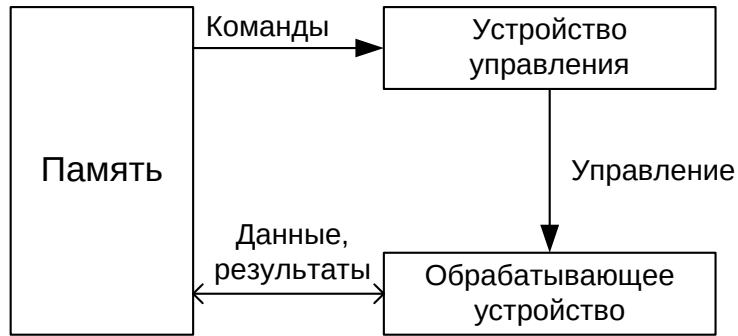 Команды
Устройство
управления
Память
Управление
Данные,
результаты
Обрабатывающее
устройство